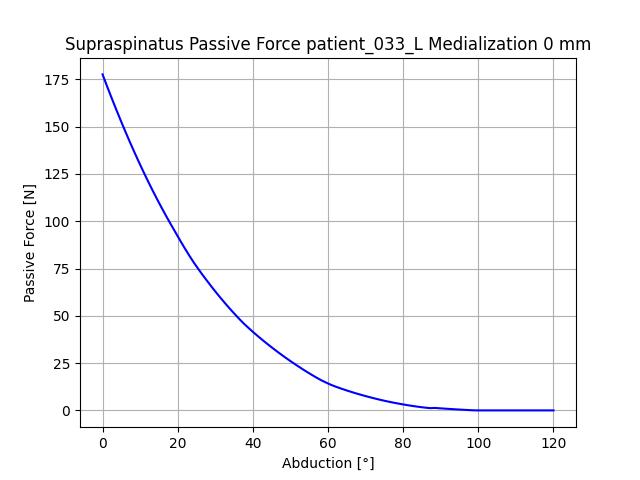 Supraspinatus Passive Force patient_033_L Medialization 0 mm
175
150
125
100
75
50
25
0
Passive Force [N]
0 20 40 60 80 100 120
Abduction [°]